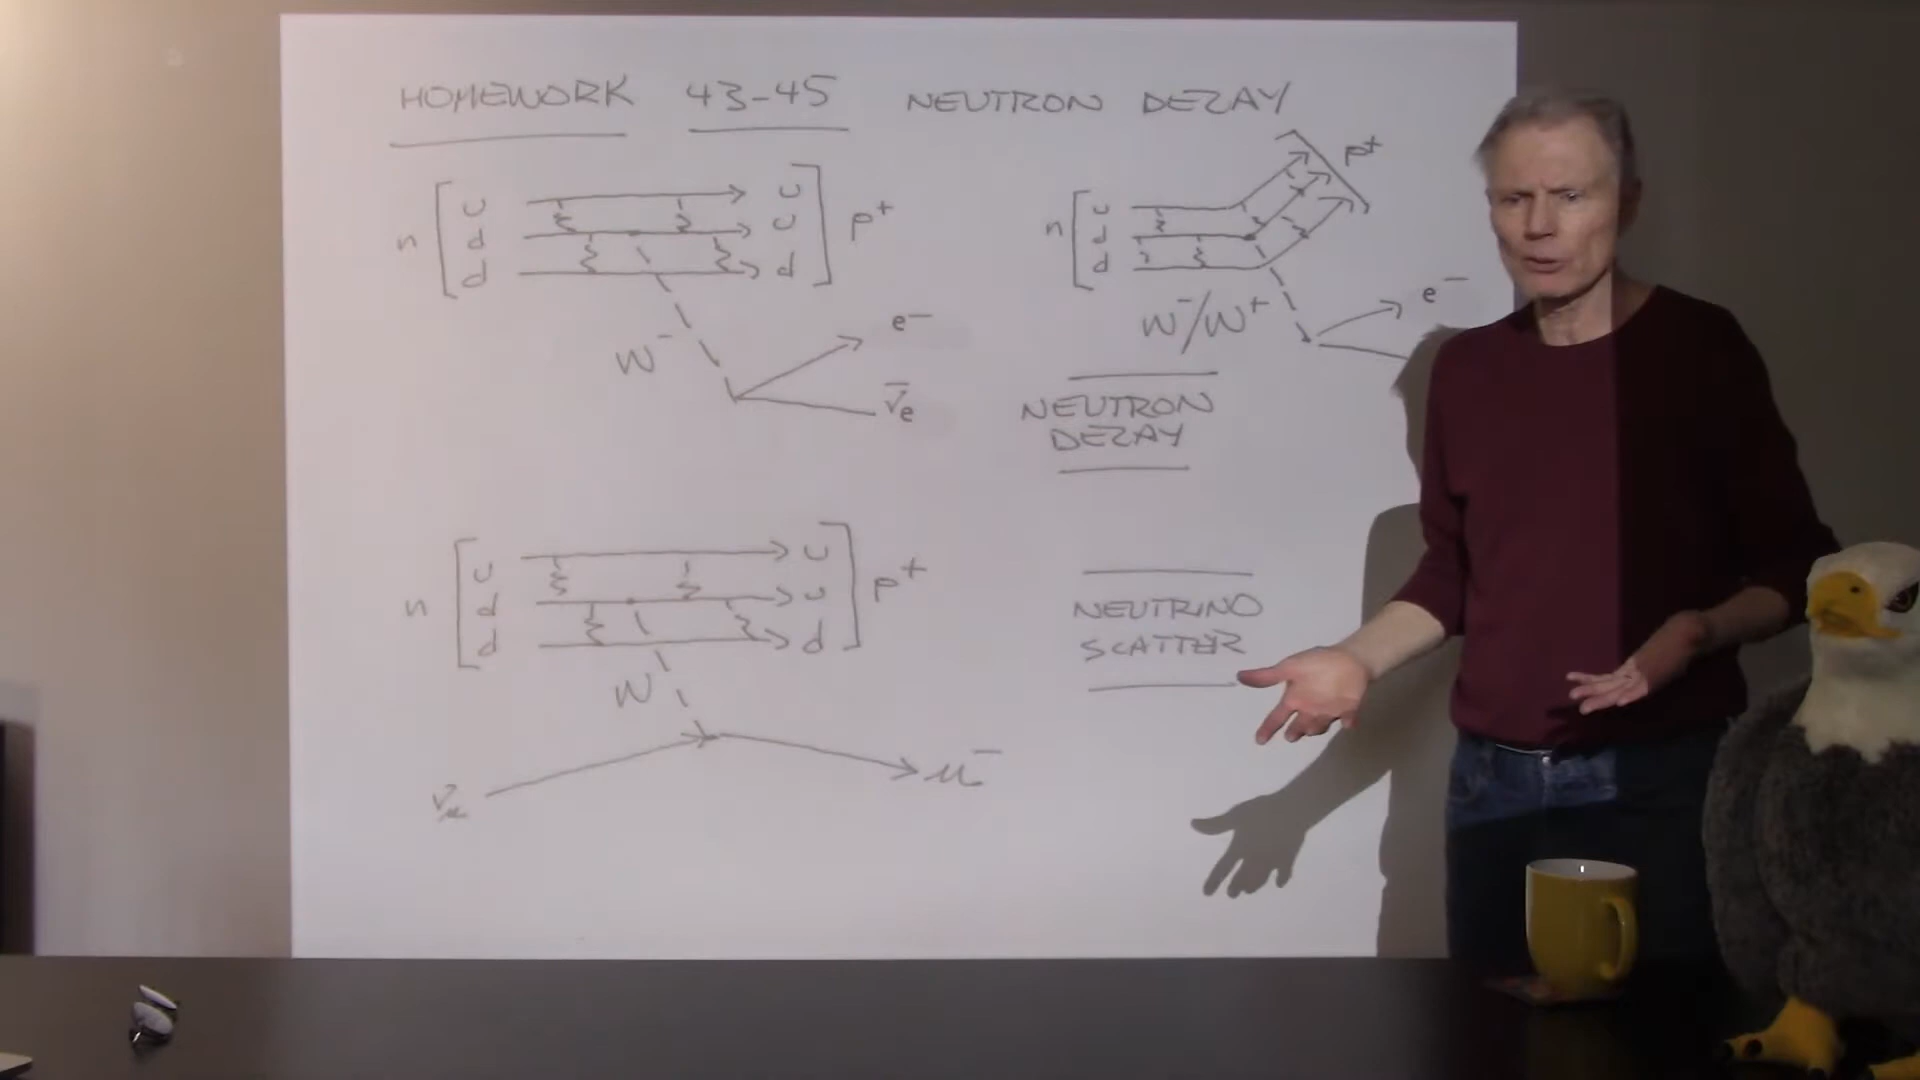 HOMEWORK 43-45 NEUTRON DECAY
n [ u d d
u u d ] p+
W-
e-
ν̄e
n [ u d d
p+
W-/W+
e-
NEUTRON
DECAY
n [ u d d
u u d ] p+
W
νμ
μ-
NEUTRINO
SCATTER